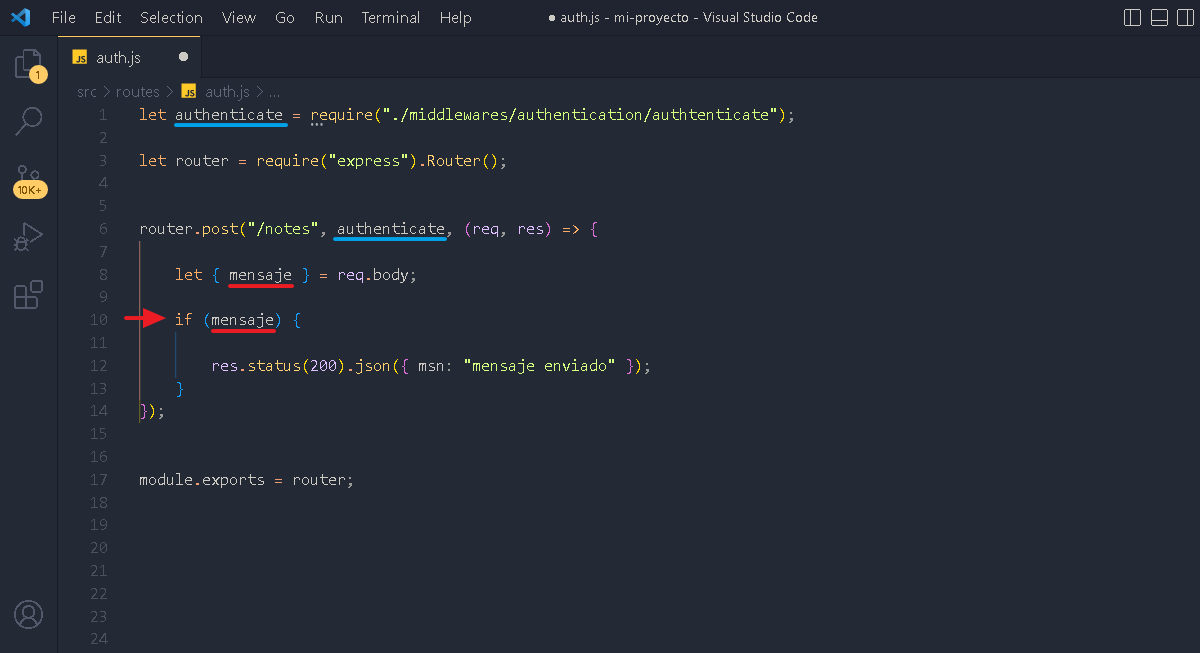 File Edit Selection View Go Run Terminal Help ● auth.js - mi-proyecto - Visual Studio Code
JS auth.js ●
1
src > routes > JS auth.js > ...
1 let authenticate = require("./middlewares/authentication/authtenticate");
2
3 let router = require("express").Router();
4
10K+
5
6 router.post("/notes", authenticate, (req, res) => {
7
8 let { mensaje } = req.body;
9
10 if (mensaje) {
11
12 res.status(200).json({ msn: "mensaje enviado" });
13 }
14 });
15
16
17 module.exports = router;
18
19
20
21
22
23
24